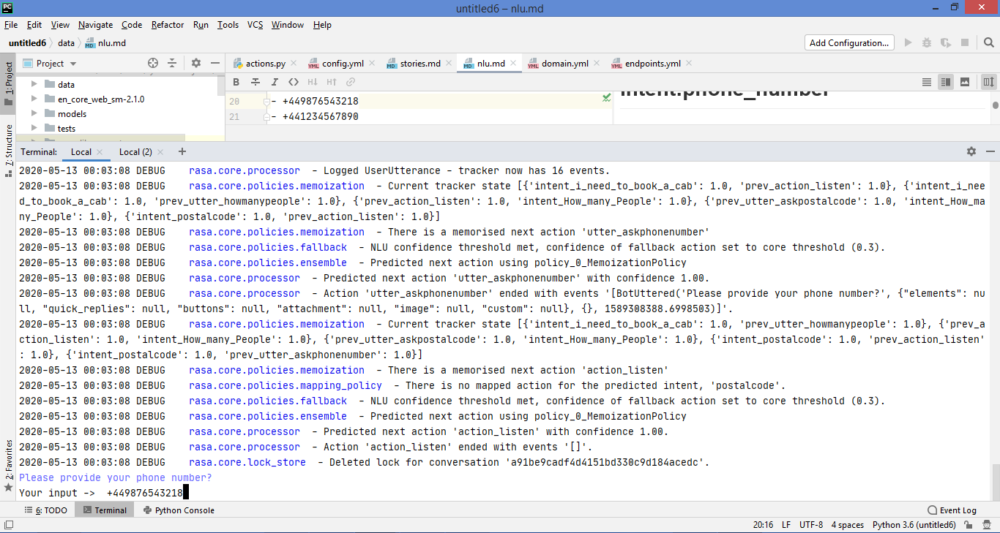 PC
untitled6 – nlu.md
File Edit View Navigate Code Refactor Run Tools VCS Window Help
untitled6 data MD nlu.md
Add Configuration...
1: Project
Project
actions.py YML config.yml MD stories.md MD nlu.md YML domain.yml YML endpoints.yml
data
en_core_web_sm-2.1.0
models
tests
B I <> H↓ H↑
20 - +449876543218
21 - +441234567890
intent:phone_number
7: Structure
Terminal: Local Local (2) +
2020-05-13 00:03:08 DEBUG rasa.core.processor - Logged UserUtterance - tracker now has 16 events.
2020-05-13 00:03:08 DEBUG rasa.core.policies.memoization - Current tracker state [{'intent_i_need_to_book_a_cab': 1.0, 'prev_action_listen': 1.0}, {'intent_i_nee
d_to_book_a_cab': 1.0, 'prev_utter_howmanypeople': 1.0}, {'prev_action_listen': 1.0, 'intent_How_many_People': 1.0}, {'prev_utter_askpostalcode': 1.0, 'intent_How_ma
ny_People': 1.0}, {'intent_postalcode': 1.0, 'prev_action_listen': 1.0}]
2020-05-13 00:03:08 DEBUG rasa.core.policies.memoization - There is a memorised next action 'utter_askphonenumber'
2020-05-13 00:03:08 DEBUG rasa.core.policies.fallback - NLU confidence threshold met, confidence of fallback action set to core threshold (0.3).
2020-05-13 00:03:08 DEBUG rasa.core.policies.ensemble - Predicted next action using policy_0_MemoizationPolicy
2020-05-13 00:03:08 DEBUG rasa.core.processor - Predicted next action 'utter_askphonenumber' with confidence 1.00.
2020-05-13 00:03:08 DEBUG rasa.core.processor - Action 'utter_askphonenumber' ended with events '[BotUttered('Please provide your phone number?', {"elements": nu
ll, "quick_replies": null, "buttons": null, "attachment": null, "image": null, "custom": null}, {}, 1589308388.6998503)]'.
2020-05-13 00:03:08 DEBUG rasa.core.policies.memoization - Current tracker state [{'intent_i_need_to_book_a_cab': 1.0, 'prev_utter_howmanypeople': 1.0}, {'prev_a
ction_listen': 1.0, 'intent_How_many_People': 1.0}, {'prev_utter_askpostalcode': 1.0, 'intent_How_many_People': 1.0}, {'intent_postalcode': 1.0, 'prev_action_listen'
: 1.0}, {'intent_postalcode': 1.0, 'prev_utter_askphonenumber': 1.0}]
2020-05-13 00:03:08 DEBUG rasa.core.policies.memoization - There is a memorised next action 'action_listen'
2020-05-13 00:03:08 DEBUG rasa.core.policies.mapping_policy - There is no mapped action for the predicted intent, 'postalcode'.
2020-05-13 00:03:08 DEBUG rasa.core.policies.fallback - NLU confidence threshold met, confidence of fallback action set to core threshold (0.3).
2020-05-13 00:03:08 DEBUG rasa.core.policies.ensemble - Predicted next action using policy_0_MemoizationPolicy
2020-05-13 00:03:08 DEBUG rasa.core.processor - Predicted next action 'action_listen' with confidence 1.00.
2020-05-13 00:03:08 DEBUG rasa.core.processor - Action 'action_listen' ended with events '[]'.
2020-05-13 00:03:08 DEBUG rasa.core.lock_store - Deleted lock for conversation 'a91be9cadf4d4151bd330c9d184acedc'.
Please provide your phone number?
Your input -> +449876543218
2: Favorites
6: TODO Terminal Python Console Event Log
20:16 LF UTF-8 4 spaces Python 3.6 (untitled6)